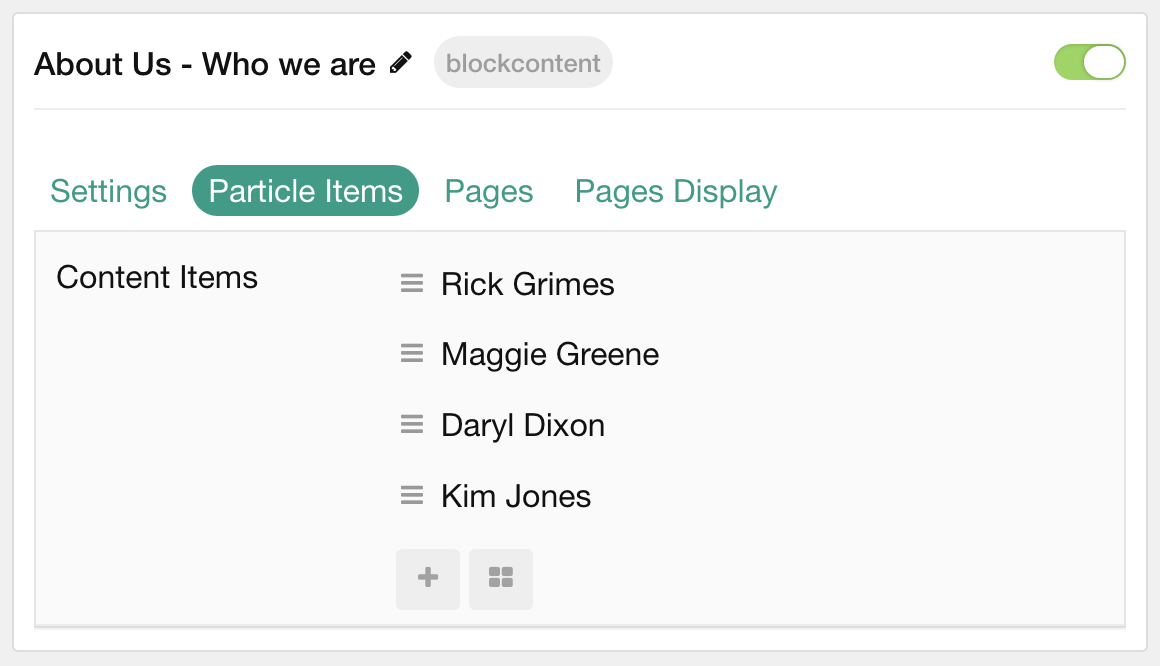 About Us - Who we are blockcontent
Settings Particle Items Pages Pages Display
Content Items
Rick Grimes
Maggie Greene
Daryl Dixon
Kim Jones